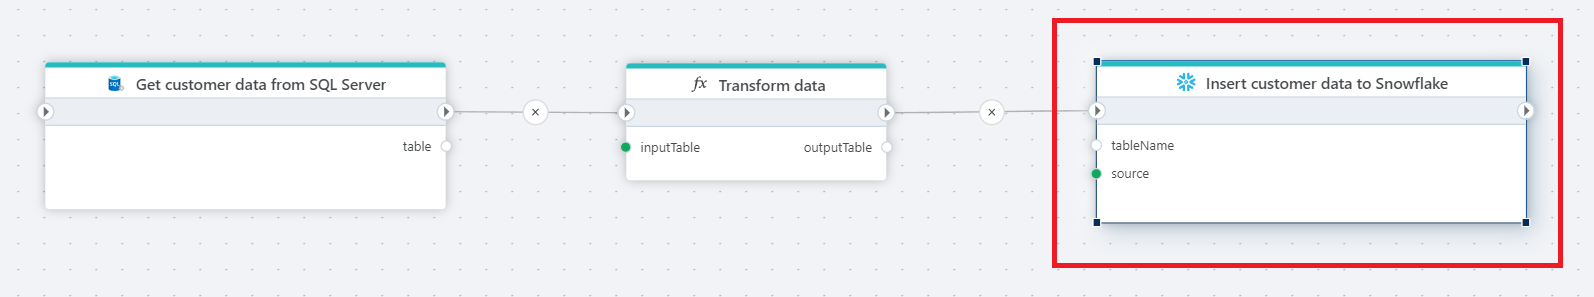 SQL
Get customer data from SQL Server
table
fx
Transform data
inputTable
outputTable
Insert customer data to Snowflake
tableName
source